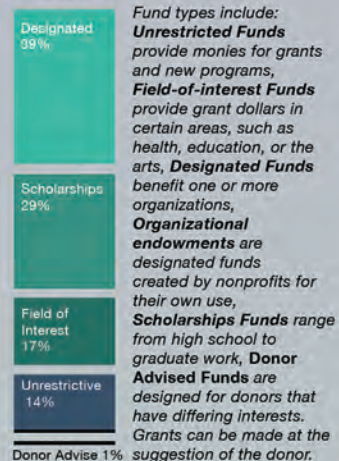 Designated
39%
Scholarships
29%
Field of
Interest
17%
Unrestrictive
14%
Donor Advise 1%
Fund types include:
Unrestricted Funds
provide monies for grants
and new programs,
Field-of-interest Funds
provide grant dollars in
certain areas, such as
health, education, or the
arts, Designated Funds
benefit one or more
organizations,
Organizational
endowments are
designated funds
created by nonprofits for
their own use,
Scholarships Funds range
from high school to
graduate work, Donor
Advised Funds are
designed for donors that
have differing interests.
Grants can be made at the
suggestion of the donor.